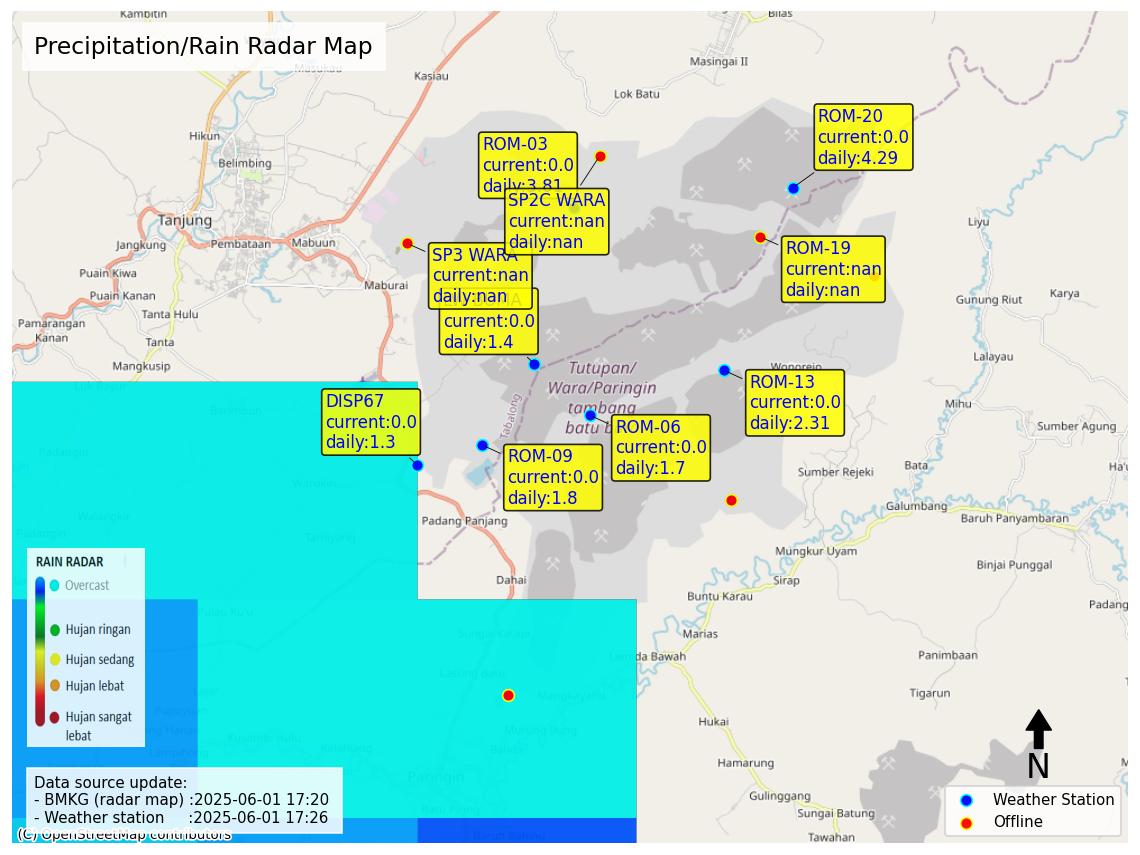 Kambitin
Bilas
Precipitation/Rain Radar Map
Masukau
Masingai II
Kasiau
Lok Batu
Hikun
Belimbing
ROM-20
current:0.0
daily:4.29
ROM-03
current:0.0
daily:3.81
SP2C WARA
current:nan
daily:nan
Tanjung
Jangkung
Pembataan
Mabuun
Liyu
ROM-19
current:nan
daily:nan
SP3 WARA
current:nan
daily:nan
Puain Kiwa
Maburai
Puain Kanan
Karya
Gunung Riut
Tanta Hulu
current:0.0
daily:1.4
Pamarangan
Kanan
Tanta
Mangkusip
Lalayau
Wonorejo
Tutupan/
Wara/Paringin
tambang
batu b
ROM-13
current:0.0
daily:2.31
DISP67
current:0.0
daily:1.3
Tabalong
Mihu
ROM-06
current:0.0
daily:1.7
Sumber Agung
ROM-09
current:0.0
daily:1.8
Bata
Sumber Rejeki
Ha'u
Galumbang
Baruh Panyambaran
Padang Panjang
Mungkur Uyam
Binjai Punggal
RAIN RADAR
Overcast
Hujan ringan
Hujan sedang
Hujan lebat
Hujan sangat
lebat
Dahai
Sirap
Buntu Karau
Padang
Marias
Lamida Bawah
Panimbaan
Tigarun
Mangkayahu
Hukai
Hamarung
Paringin
Gulinggang
Sungai Batung
Tawahan
Data source update:
- BMKG (radar map) :2025-06-01 17:20
- Weather station :2025-06-01 17:26
(C) OpenStreetMap contributors
N
Weather Station
Offline